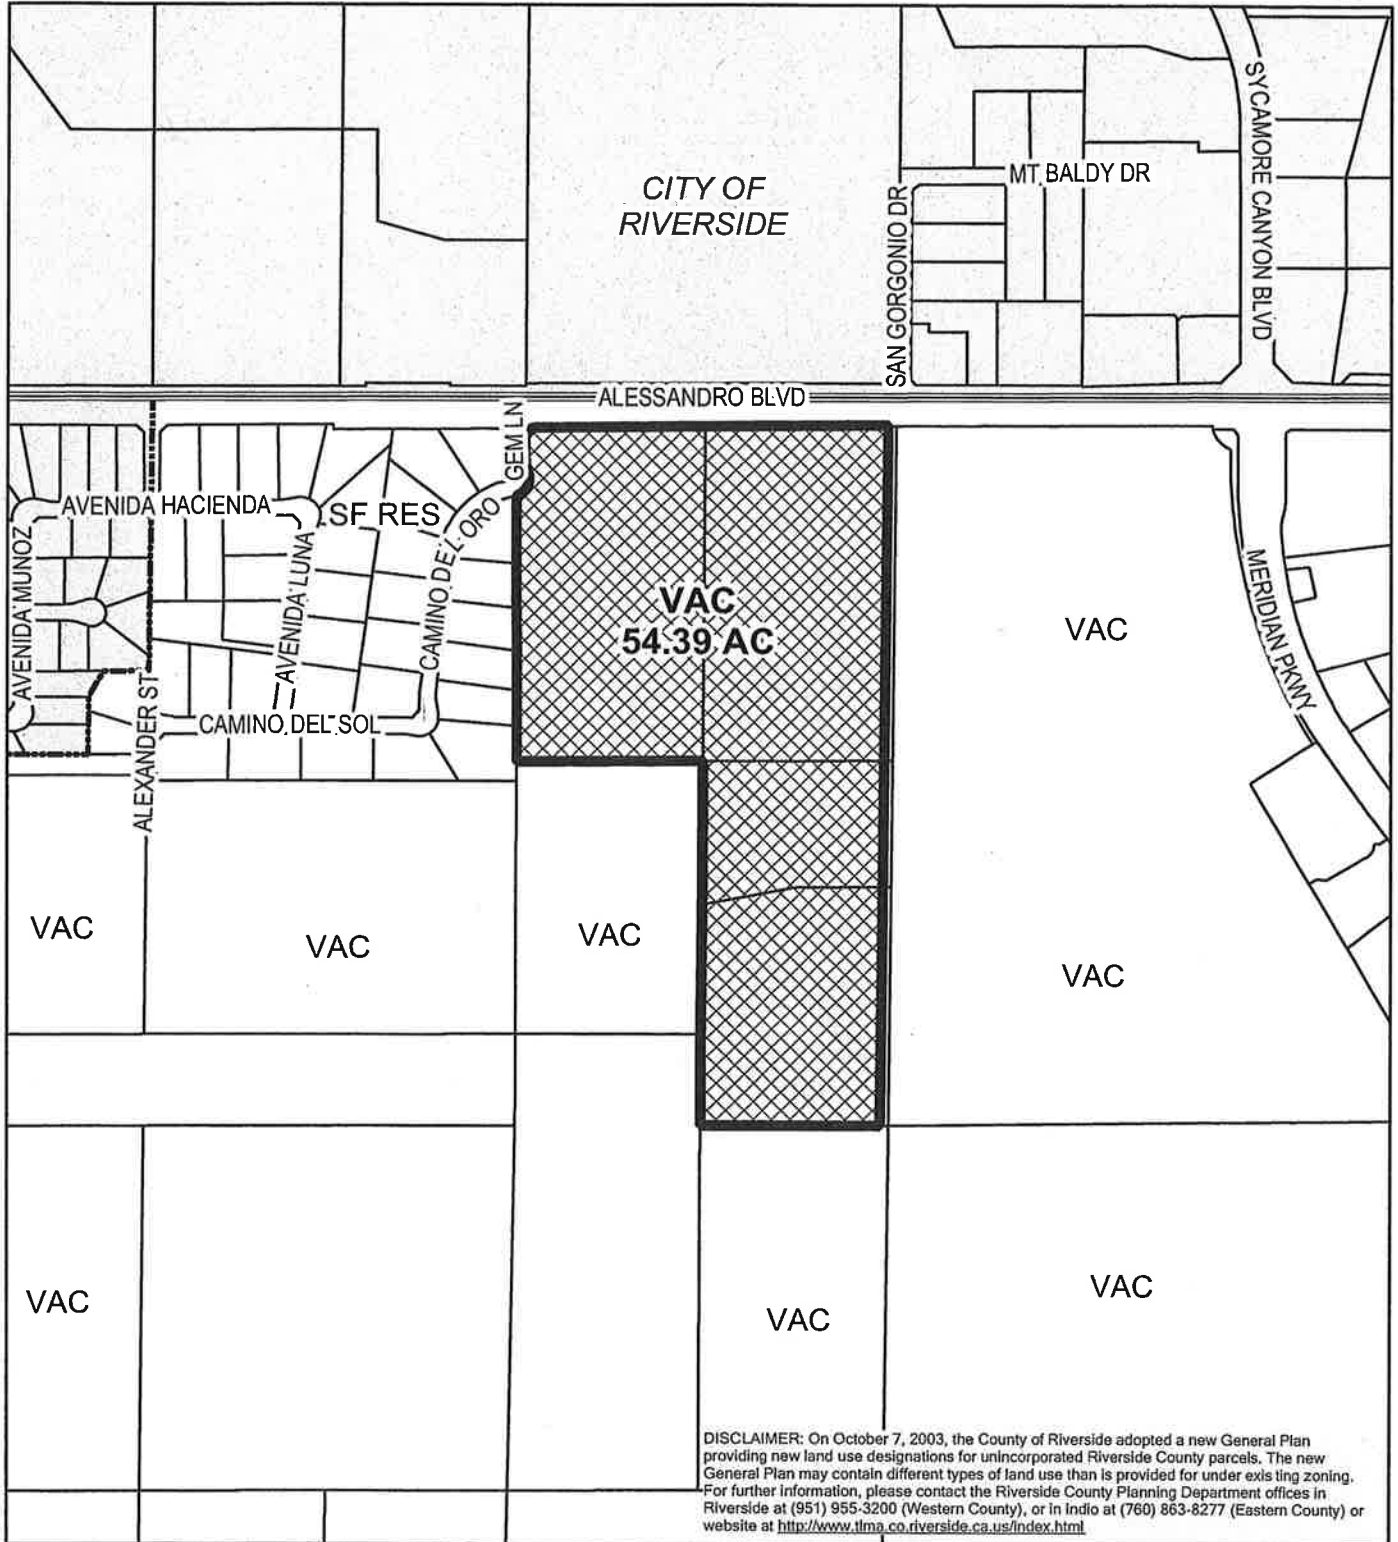 CITY OF
RIVERSIDE
SYCAMORE CANYON BLVD
MT BALDY DR
SAN GORGONIO DR
ALESSANDRO BLVD
GEM LN
AVENIDA HACIENDA
SF RES
AVENIDA MUNOZ
AVENIDA LUNA
CAMINO DEL ORO
VAC
54.39 AC
VAC
MERIDIAN PKWY
ALEXANDER ST
CAMINO DEL SOL
VAC
VAC
VAC
VAC
VAC
VAC
VAC
DISCLAIMER: On October 7, 2003, the County of Riverside adopted a new General Plan
providing new land use designations for unincorporated Riverside County parcels. The new
General Plan may contain different types of land use than is provided for under existing zoning.
For further information, please contact the Riverside County Planning Department offices in
Riverside at (951) 955-3200 (Western County), or in Indio at (760) 863-8277 (Eastern County) or
website at http://www.tlma.co.riverside.ca.us/index.html